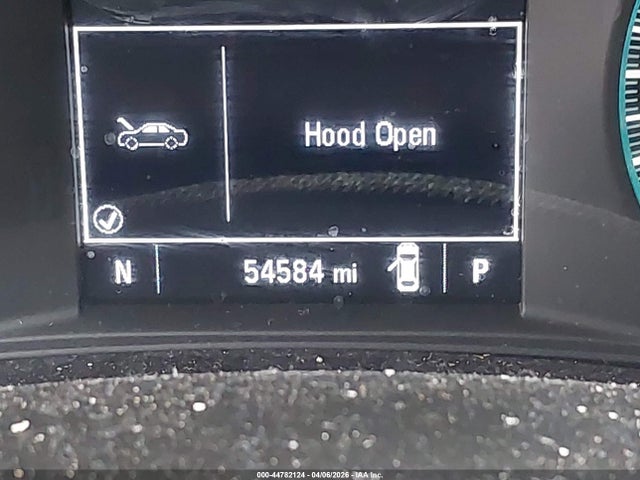 Hood Open
N 54584 mi P
000-44782124 - 04/06/2026 - IAA Inc.